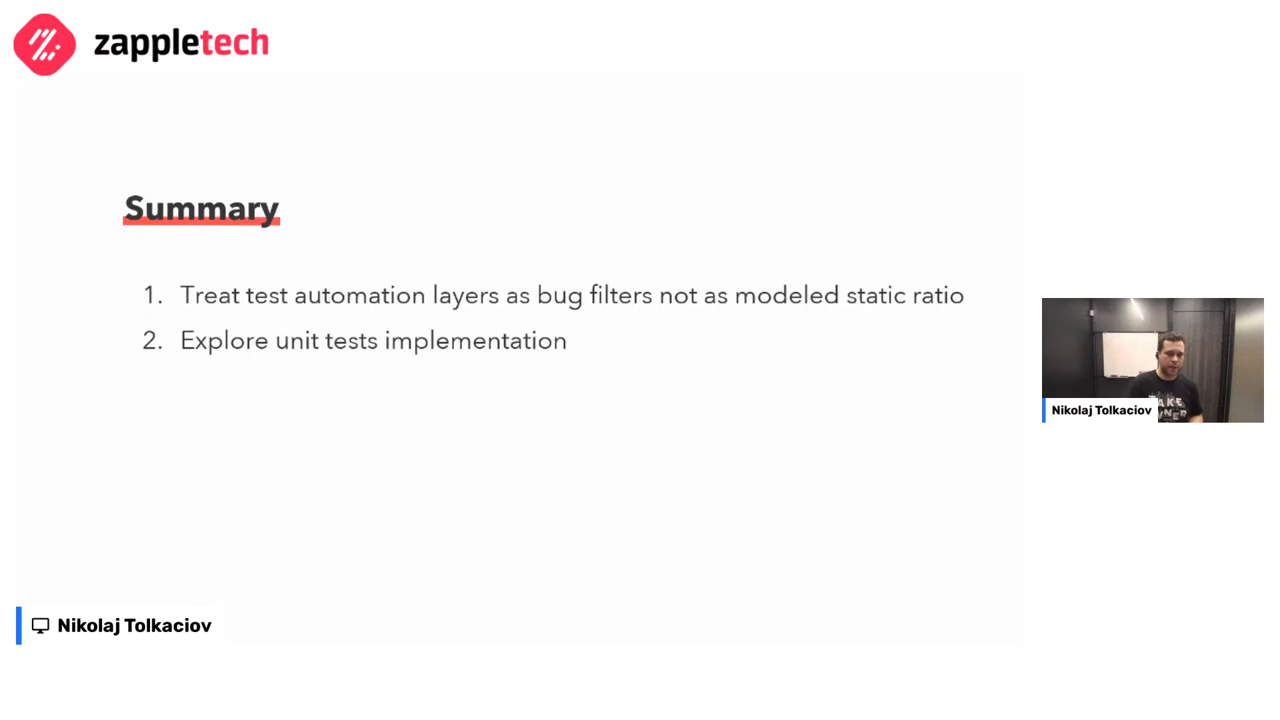 zappletech
Summary
1. Treat test automation layers as bug filters not as modeled static ratio
2. Explore unit tests implementation
Nikolaj Tolkaciov
Nikolaj Tolkaciov